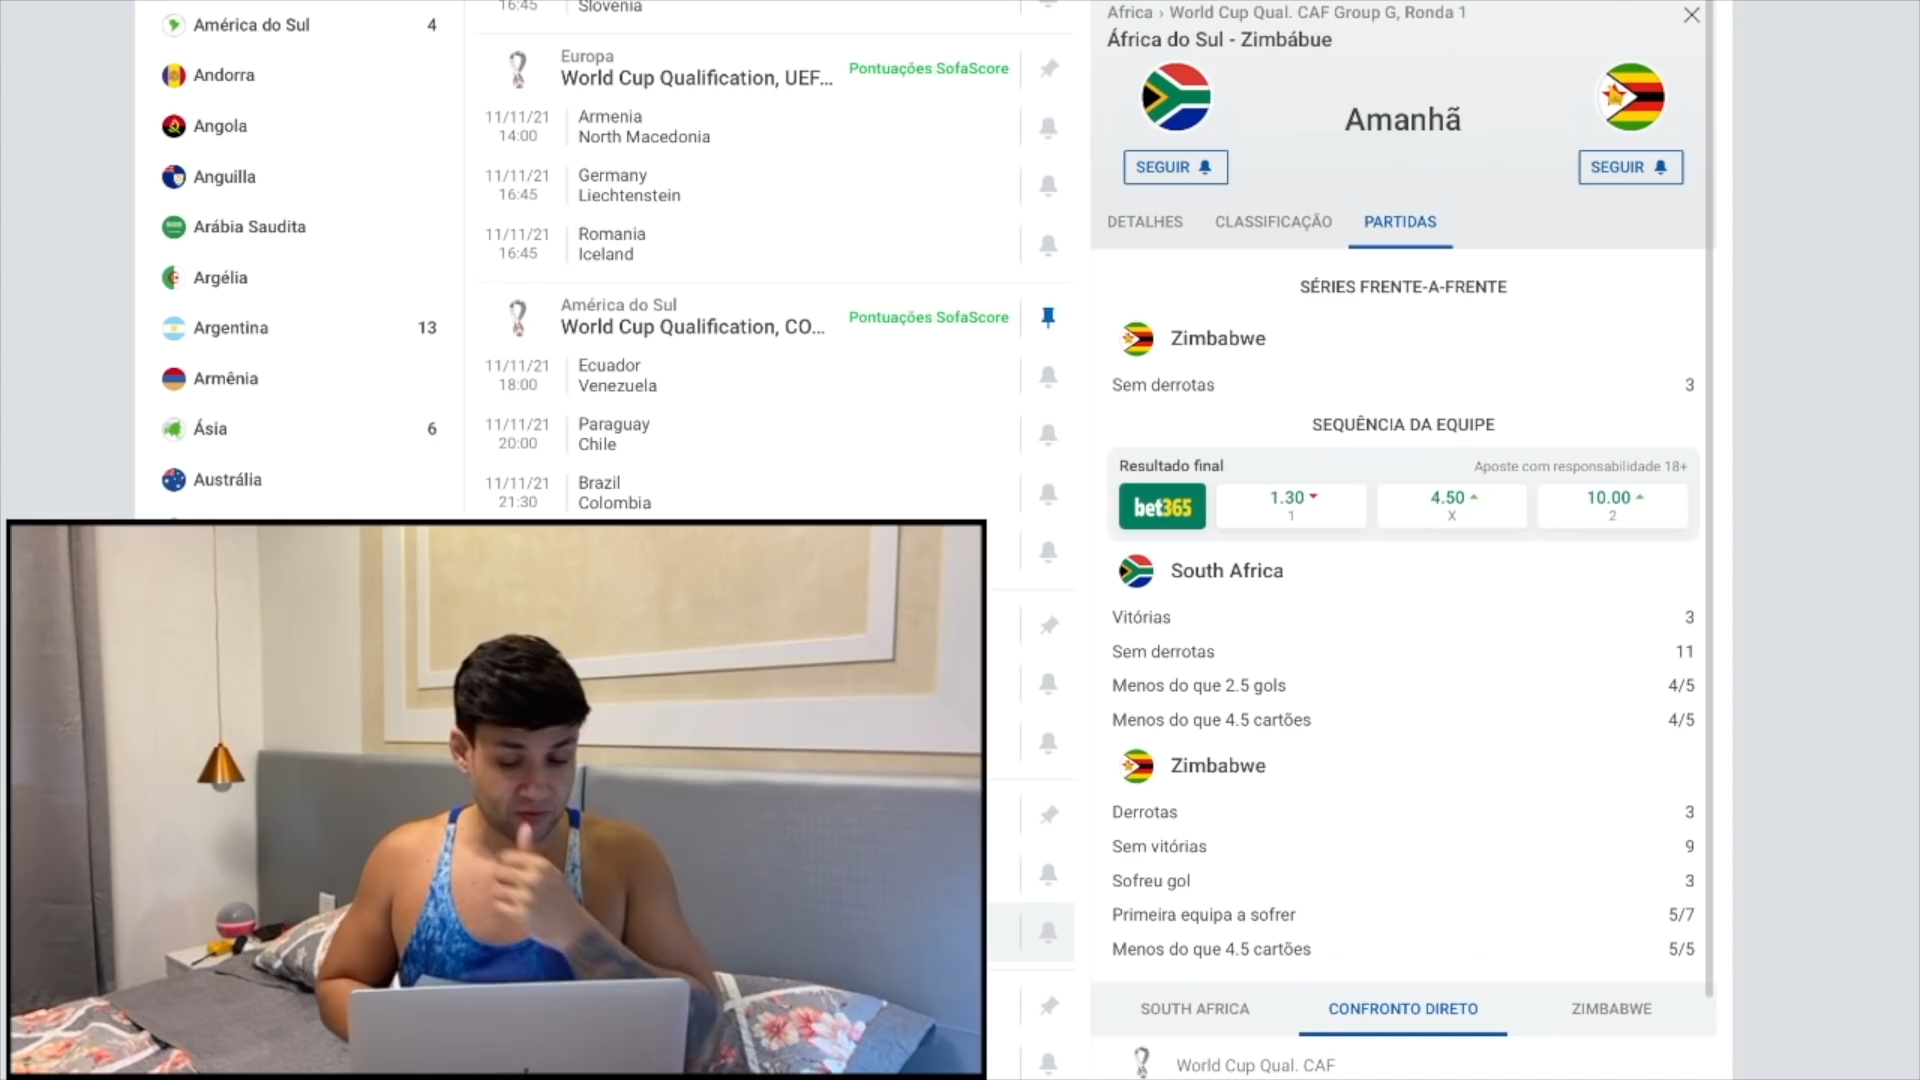 América do Sul 4
Andorra
Angola
Anguilla
Arábia Saudita
Argélia
Argentina 13
Armênia
Ásia 6
Austrália
16:45 Slovenia
Europa
World Cup Qualification, UEF... Pontuações SofaScore
11/11/21 Armenia
14:00 North Macedonia
11/11/21 Germany
16:45 Liechtenstein
11/11/21 Romania
16:45 Iceland
América do Sul
World Cup Qualification, CO... Pontuações SofaScore
11/11/21 Ecuador
18:00 Venezuela
11/11/21 Paraguay
20:00 Chile
11/11/21 Brazil
21:30 Colombia
Africa › World Cup Qual. CAF Group G, Ronda 1
África do Sul - Zimbábue
Amanhã
SEGUIR SEGUIR
DETALHES CLASSIFICAÇÃO PARTIDAS
SÉRIES FRENTE-A-FRENTE
Zimbabwe
Sem derrotas 3
SEQUÊNCIA DA EQUIPE
Resultado final Aposte com responsabilidade 18+
bet365 1.30 4.50 10.00
1 X 2
South Africa
Vitórias 3
Sem derrotas 11
Menos do que 2.5 gols 4/5
Menos do que 4.5 cartões 4/5
Zimbabwe
Derrotas 3
Sem vitórias 9
Sofreu gol 3
Primeira equipa a sofrer 5/7
Menos do que 4.5 cartões 5/5
SOUTH AFRICA CONFRONTO DIRETO ZIMBABWE
World Cup Qual. CAF